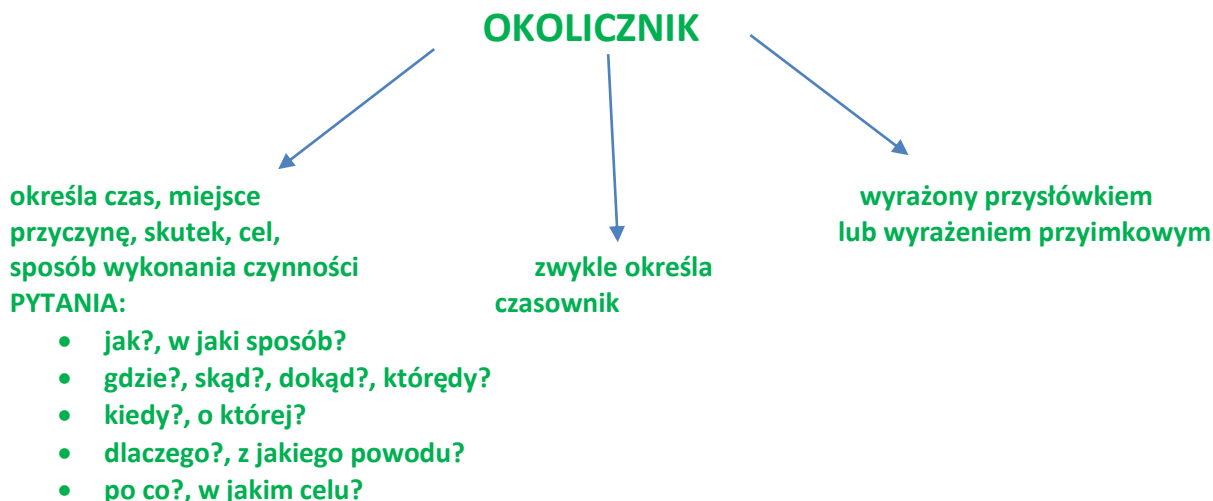 OKOLICZNIK
określa czas, miejsce
przyczynę, skutek, cel,
sposób wykonania czynności
PYTANIA:
• jak?, w jaki sposób?
• gdzie?, skąd?, dokąd?, którędy?
• kiedy?, o której?
• dlaczego?, z jakiego powodu?
• po co?, w jakim celu?
zwykle określa
czasownik
wyrażony przysłówkiem
lub wyrażeniem przyimkowym